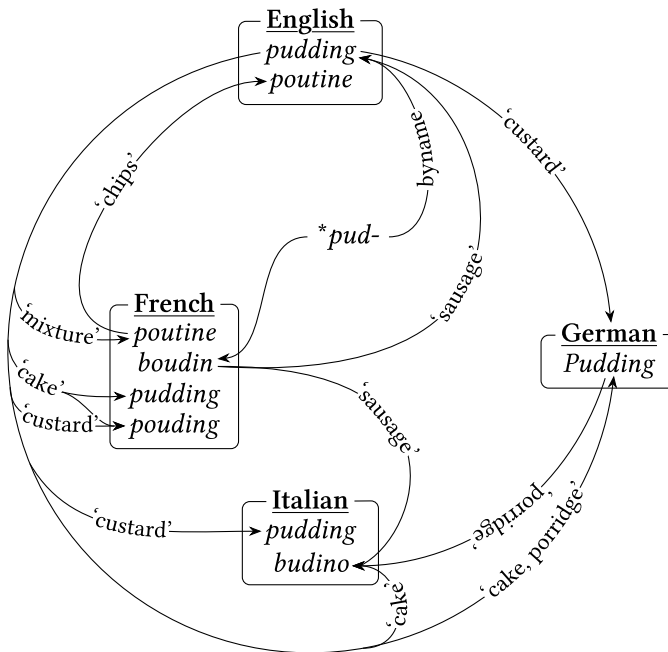 English
pudding
poutine
‘custard’
byname
‘chips’
*pud-
‘sausage’
French
poutine
boudin
pudding
pouding
‘mixture’
‘cake’
‘custard’
German
Pudding
‘sausage’
Italian
pudding
budino
‘custard’
‘porridge’
‘cake, porridge’
‘cake’